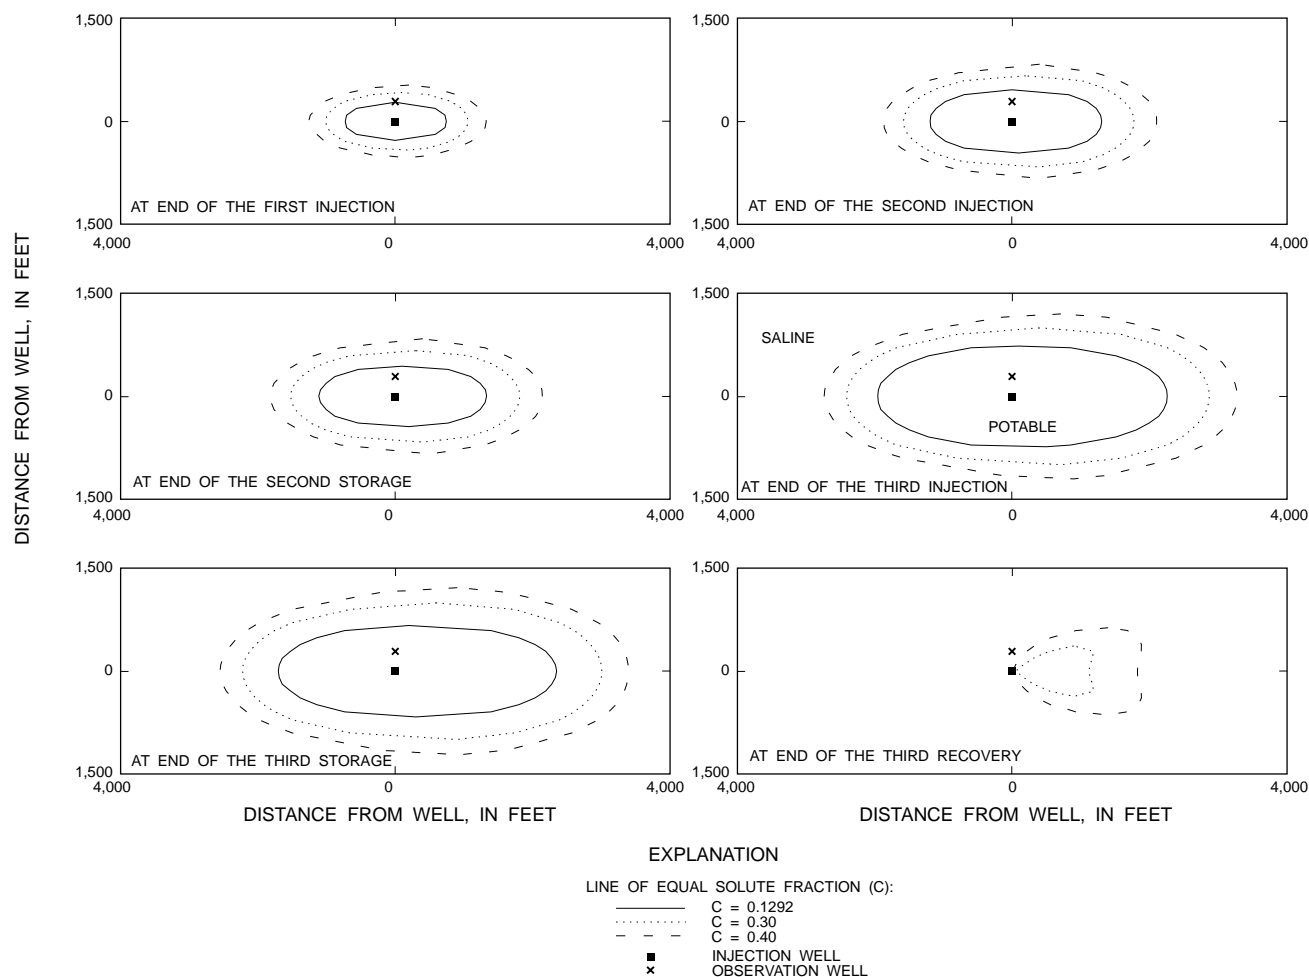 DISTANCE FROM WELL, IN FEET
1,500
0
1,500
4,000
0
4,000
AT END OF THE FIRST INJECTION
1,500
0
1,500
4,000
0
4,000
AT END OF THE SECOND INJECTION
1,500
0
1,500
4,000
0
4,000
AT END OF THE SECOND STORAGE
1,500
SALINE
0
POTABLE
AT END OF THE THIRD INJECTION
1,500
4,000
0
4,000
1,500
0
AT END OF THE THIRD STORAGE
1,500
4,000
0
4,000
DISTANCE FROM WELL, IN FEET
1,500
0
AT END OF THE THIRD RECOVERY
1,500
4,000
0
4,000
DISTANCE FROM WELL, IN FEET
EXPLANATION
LINE OF EQUAL SOLUTE FRACTION (C):
C = 0.1292
C = 0.30
C = 0.40
INJECTION WELL
OBSERVATION WELL